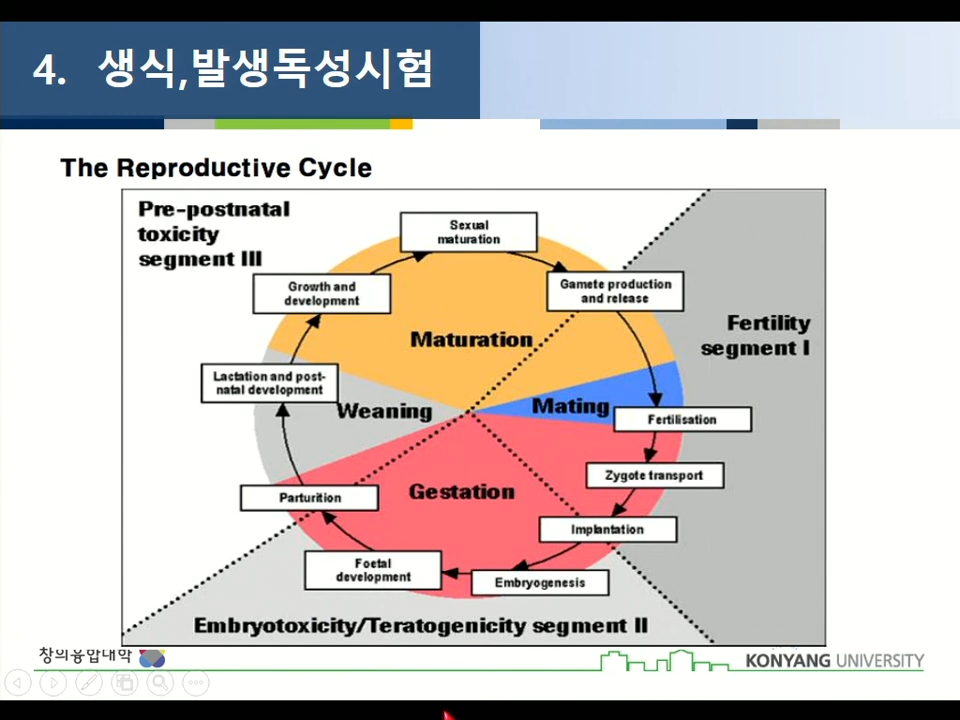 4. 생식,발생독성시험
The Reproductive Cycle
Pre-postnatal
toxicity
segment III
Sexual
maturation
Growth and
development
Gamete production
and release
Maturation
Fertility
segment I
Lactation and post-
natal development
Weaning
Mating
Fertilisation
Zygote transport
Gestation
Parturition
Implantation
Foetal
development
Embryogenesis
Embryotoxicity/Teratogenicity segment II
창의융합대학
KONYANG UNIVERSITY